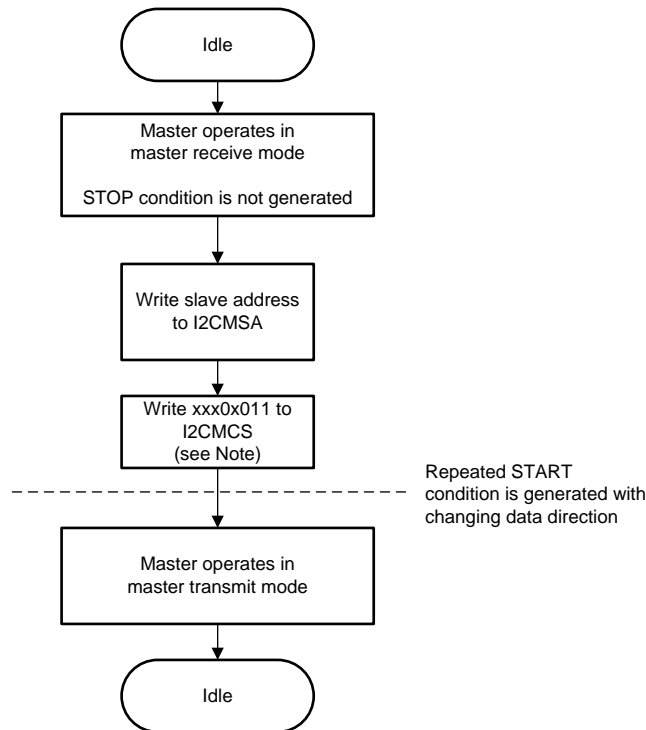 Idle
Master operates in
master receive mode
STOP condition is not generated
Write slave address
to I2CMSA
Write xxx0x011 to
I2CMCS
(see Note)
Repeated START
condition is generated with
changing data direction
Master operates in
master transmit mode
Idle